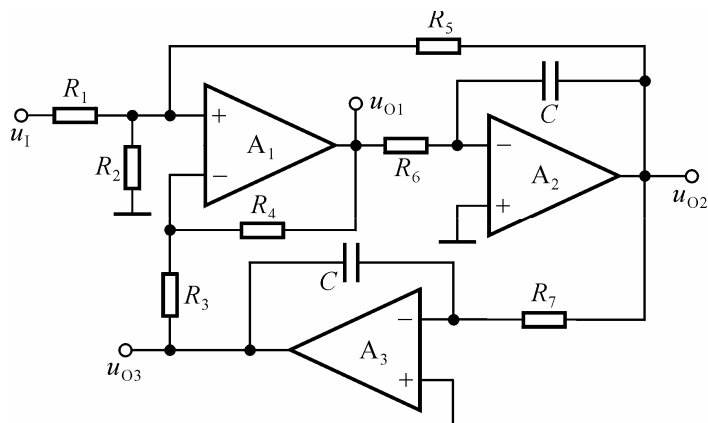 R5
R1
+
uO1
C
uI
A1
−
R2
−
R6
A2
R4
+
uO2
C
R7
R3
−
A3
uO3
+